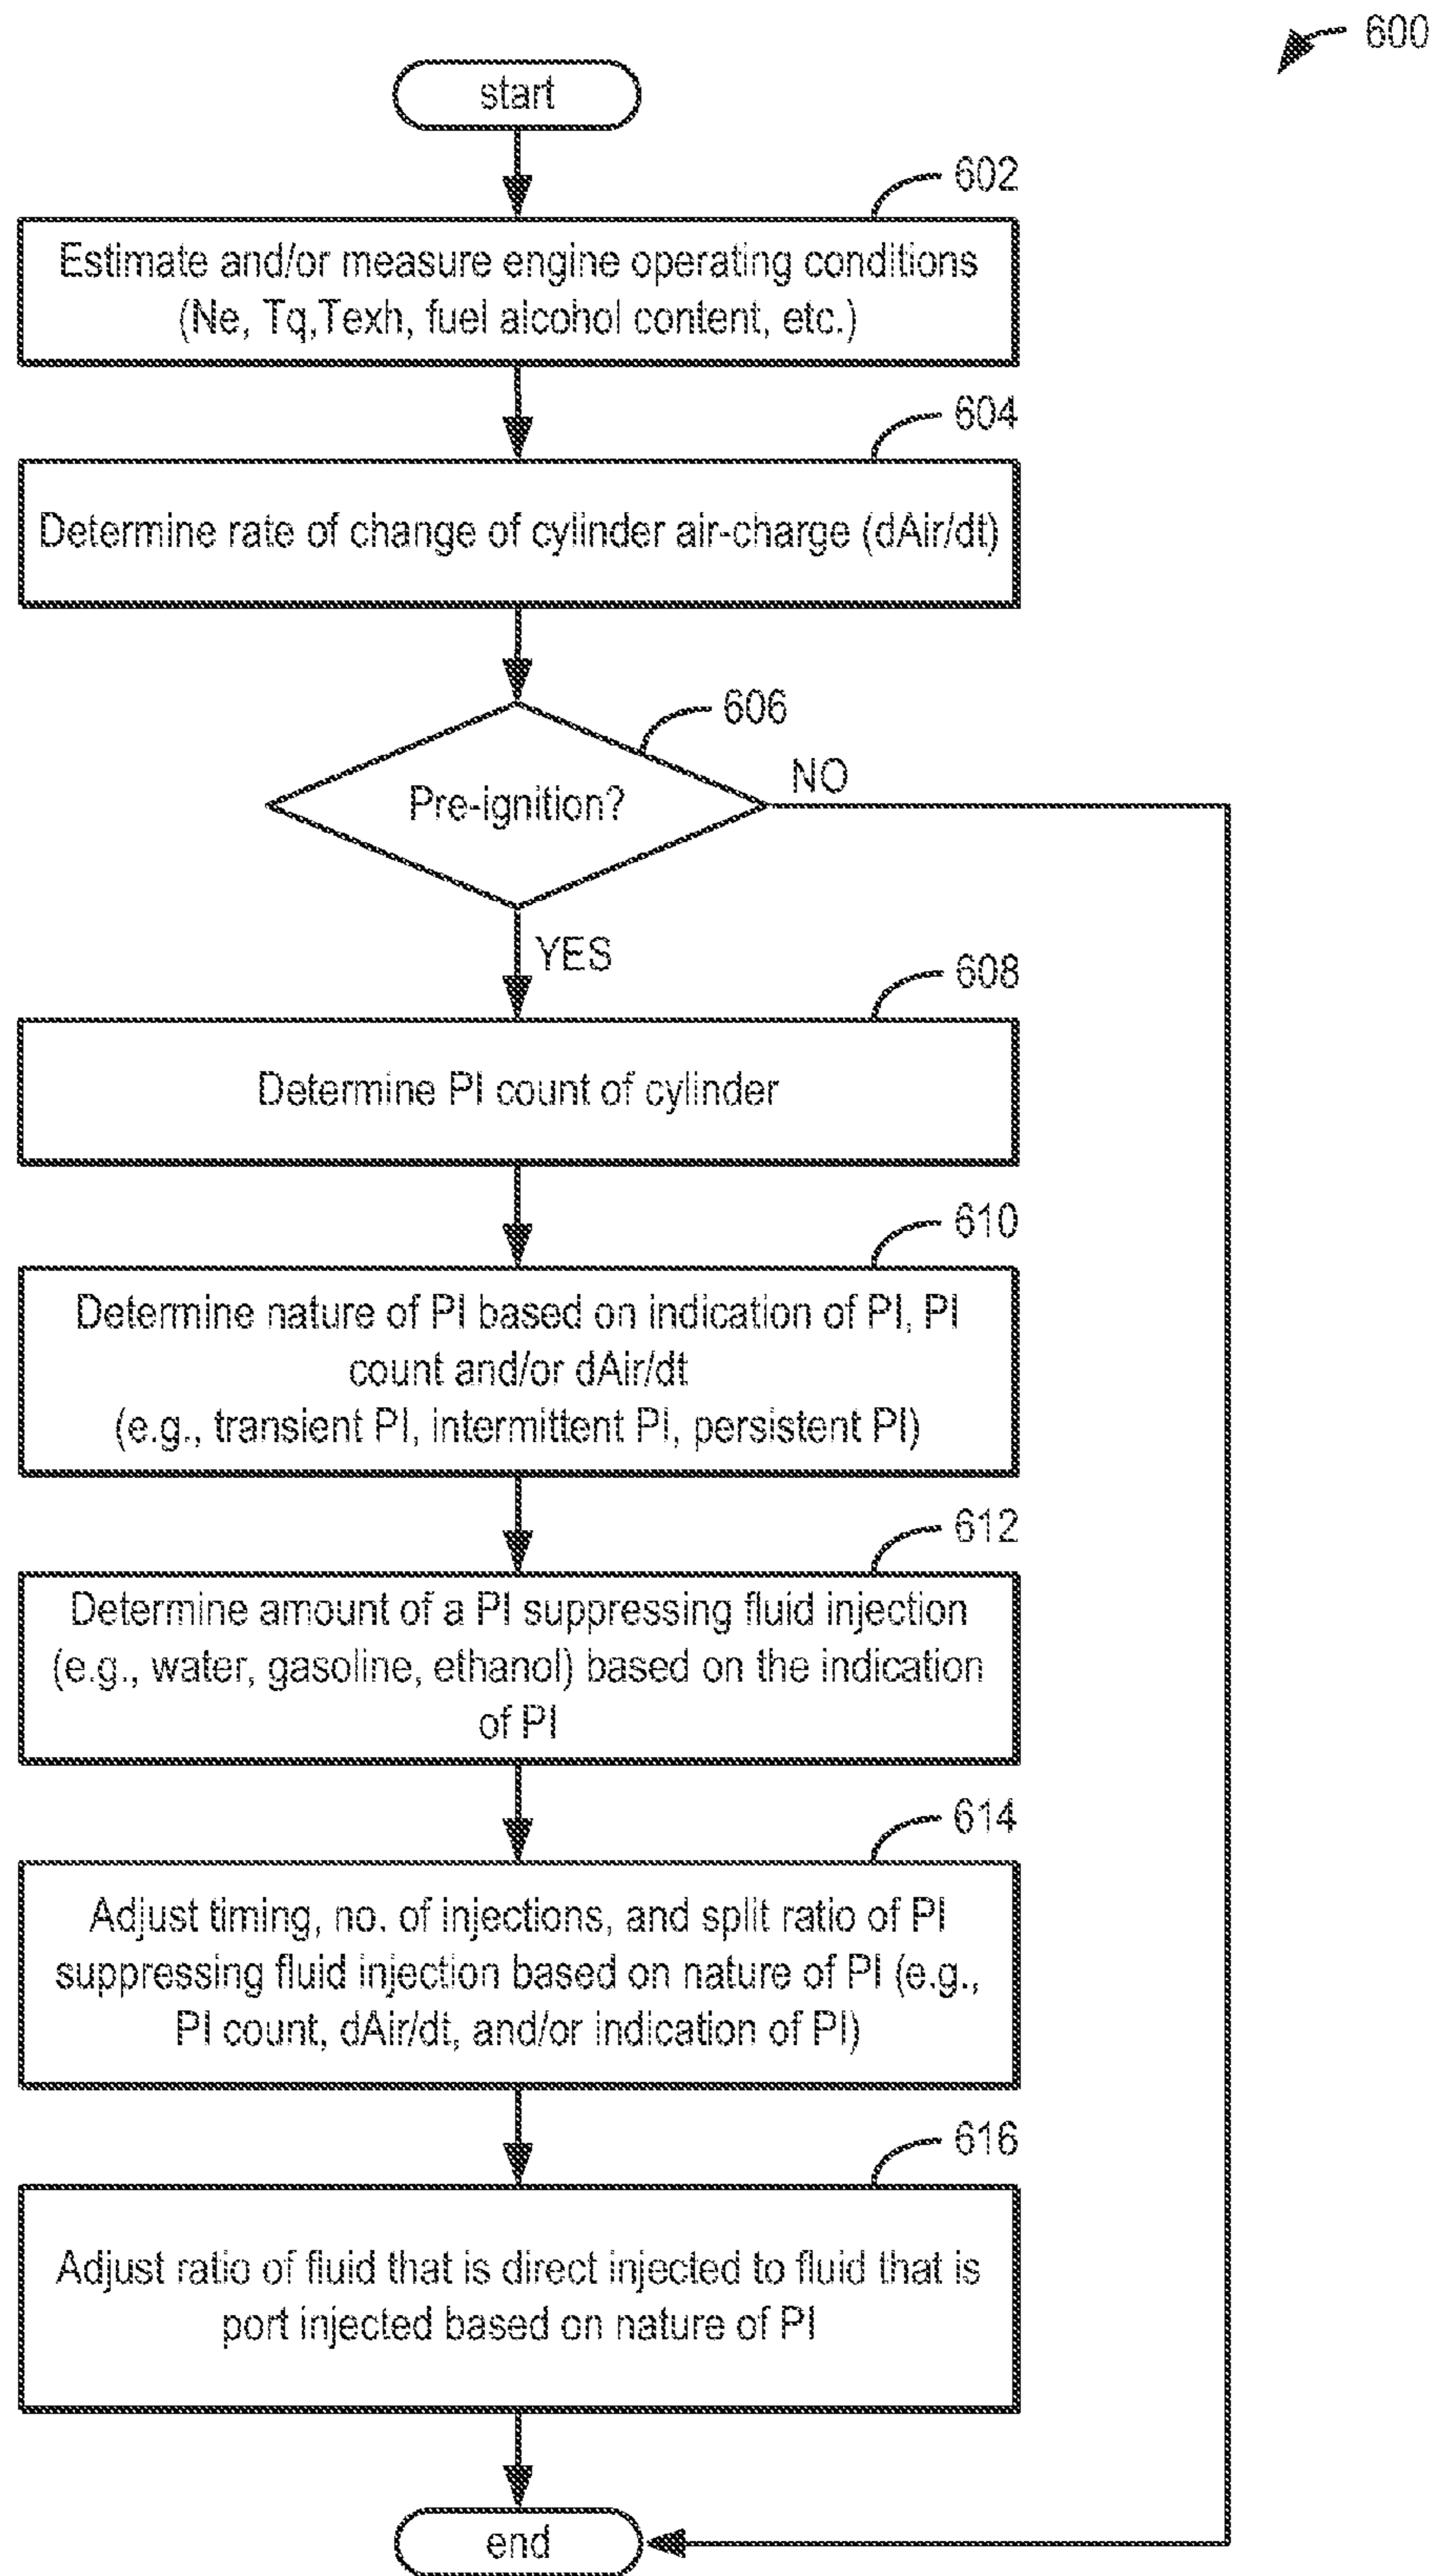 600
start
602
Estimate and/or measure engine operating conditions
(Ne, Tq,Texh, fuel alcohol content, etc.)
604
Determine rate of change of cylinder air-charge (dAir/dt)
606
Pre-ignition?
NO
YES
608
Determine PI count of cylinder
610
Determine nature of PI based on indication of PI, PI
count and/or dAir/dt
(e.g., transient PI, intermittent PI, persistent PI)
612
Determine amount of a PI suppressing fluid injection
(e.g., water, gasoline, ethanol) based on the indication
of PI
614
Adjust timing, no. of injections, and split ratio of PI
suppressing fluid injection based on nature of PI (e.g.,
PI count, dAir/dt, and/or indication of PI)
616
Adjust ratio of fluid that is direct injected to fluid that is
port injected based on nature of PI
end